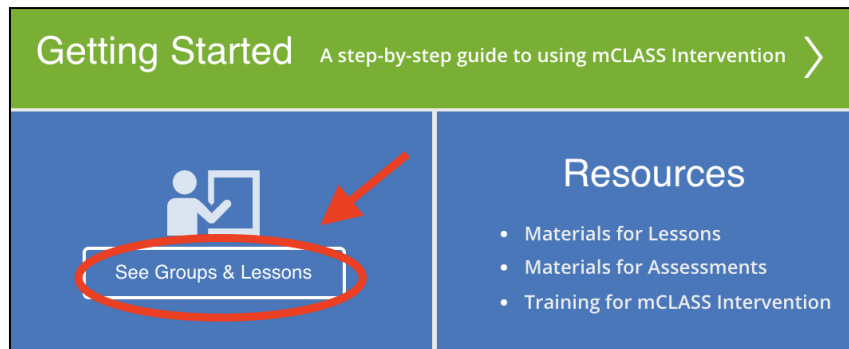 Getting Started A step-by-step guide to using mCLASS Intervention
See Groups & Lessons
Resources
• Materials for Lessons
• Materials for Assessments
• Training for mCLASS Intervention